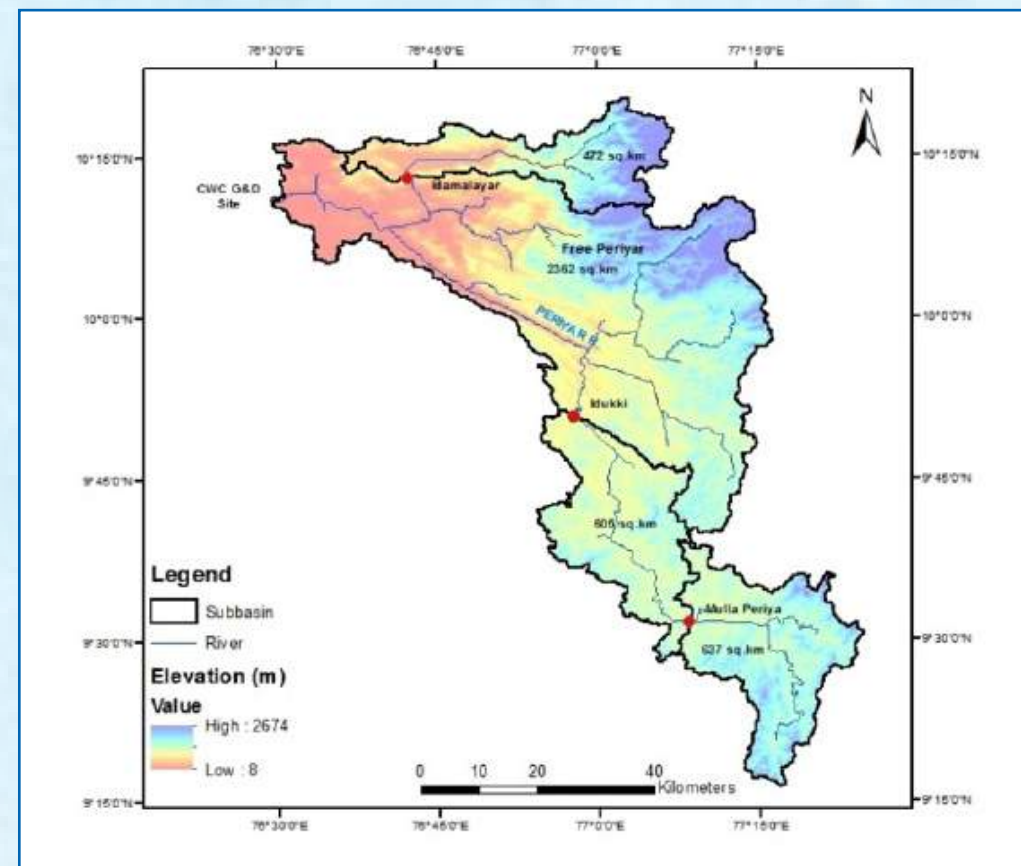 76°30'0"E 76°45'0"E 77°0'0"E 77°15'0"E
N
10°15'0"N 10°15'0"N
472 sq.km
Idamalayar
CWC G&D
Site
Free Periyar
2362 sq.km
10°0'0"N 10°0'0"N
PERIYAR R
Idukki
9°45'0"N 9°45'0"N
605 sq.km
Legend
Subbasin
River
Mulla Periya
9°30'0"N 9°30'0"N
637 sq.km
Elevation (m)
Value
High : 2674
Low : 8
0 10 20 40
Kilometers
9°15'0"N 9°15'0"N
76°30'0"E 76°45'0"E 77°0'0"E 77°15'0"E